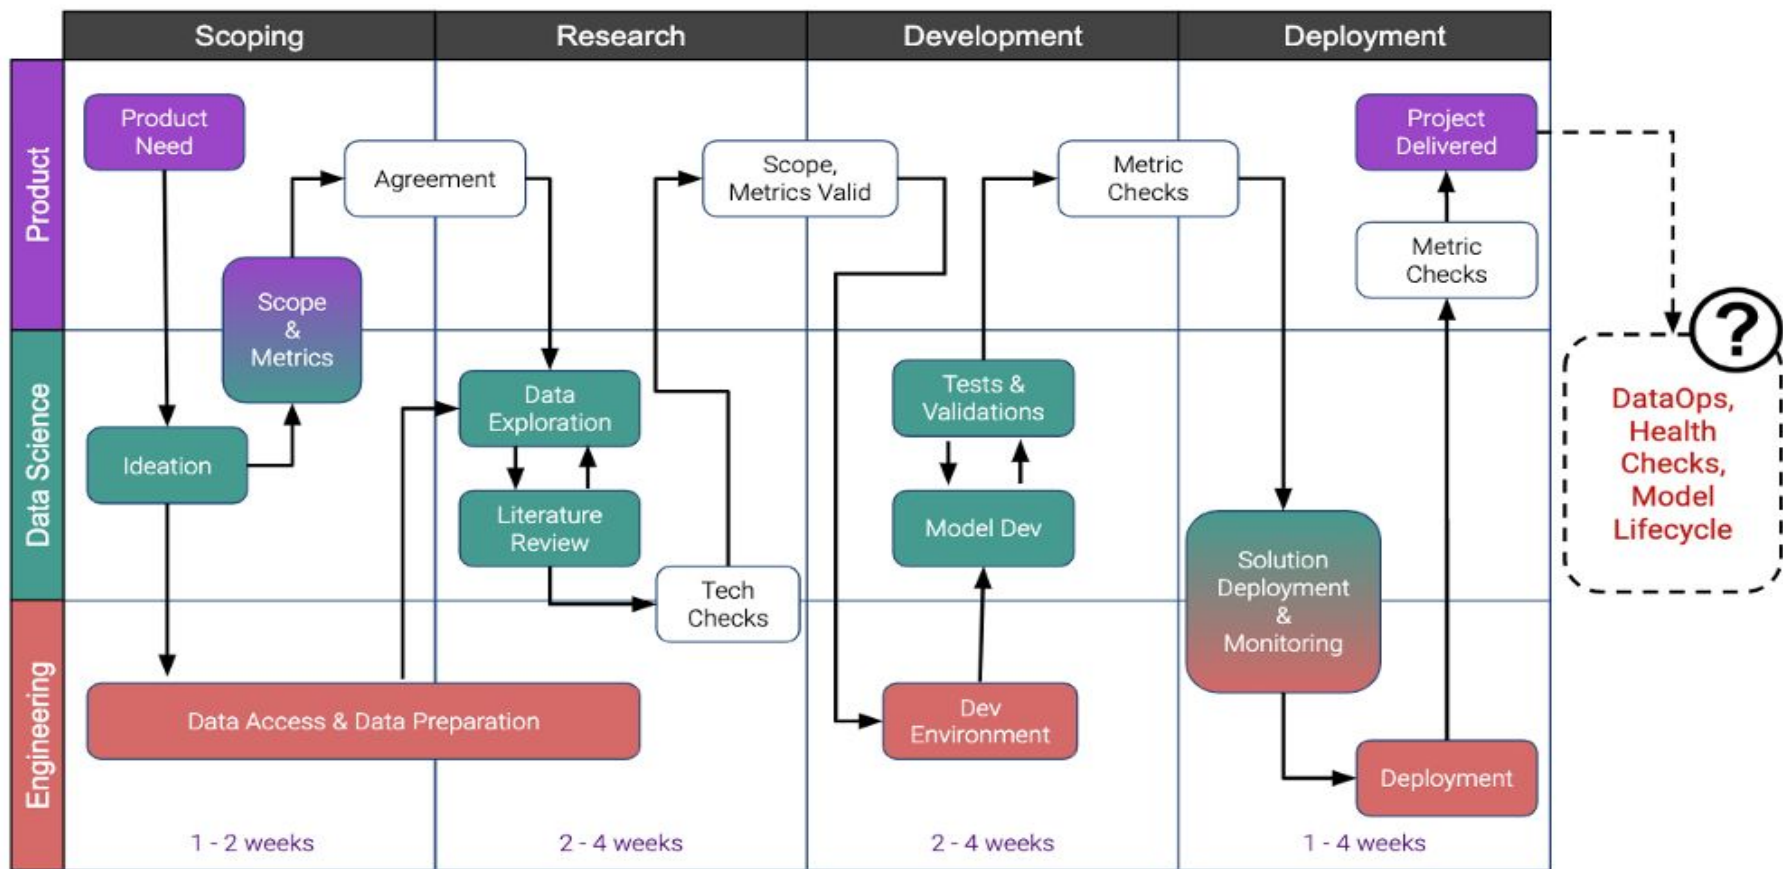 Scoping
Research
Development
Deployment
Product
Product
Need
Agreement
Scope
&
Metrics
Scope,
Metrics Valid
Metric
Checks
Project
Delivered
Metric
Checks
Data Science
Ideation
Data
Exploration
Literature
Review
Tech
Checks
Tests &
Validations
Model Dev
Solution
Deployment
&
Monitoring
Engineering
Data Access & Data Preparation
Dev
Environment
Deployment
1 - 2 weeks
2 - 4 weeks
2 - 4 weeks
1 - 4 weeks
?
DataOps,
Health
Checks,
Model
Lifecycle